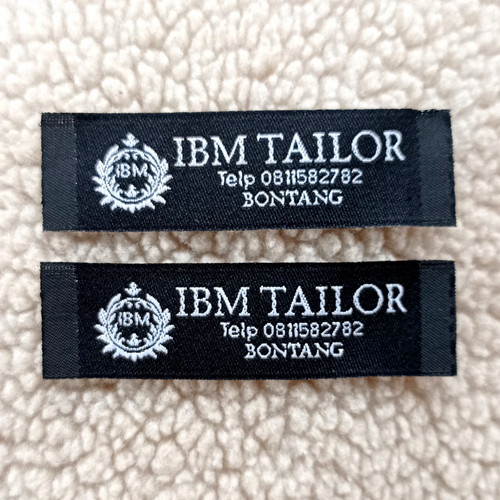 IBM
IBM TAILOR
Telp 0811582782
BONTANG
IBM
IBM TAILOR
Telp 0811582782
BONTANG